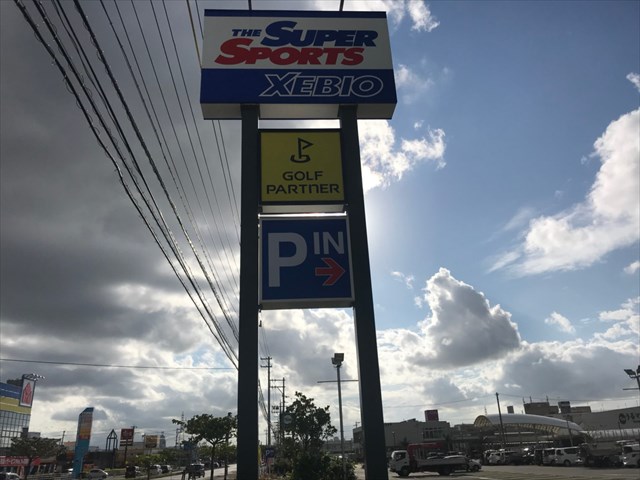 THE SUPER
SPORTS
XEBIO
GOLF
PARTNER
P IN